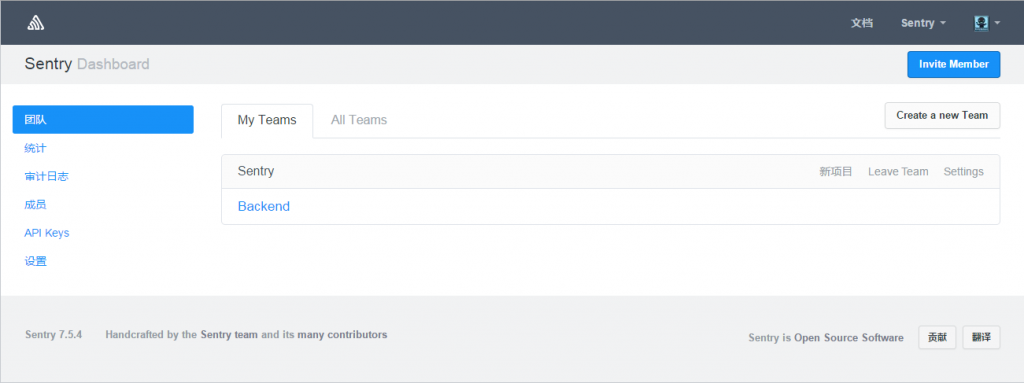 文档 Sentry
Sentry Dashboard Invite Member
团队
统计
审计日志
成员
API Keys
设置
My Teams All Teams Create a new Team
Sentry 新项目 Leave Team Settings
Backend
Sentry 7.5.4 Handcrafted by the Sentry team and its many contributors Sentry is Open Source Software 贡献 翻译